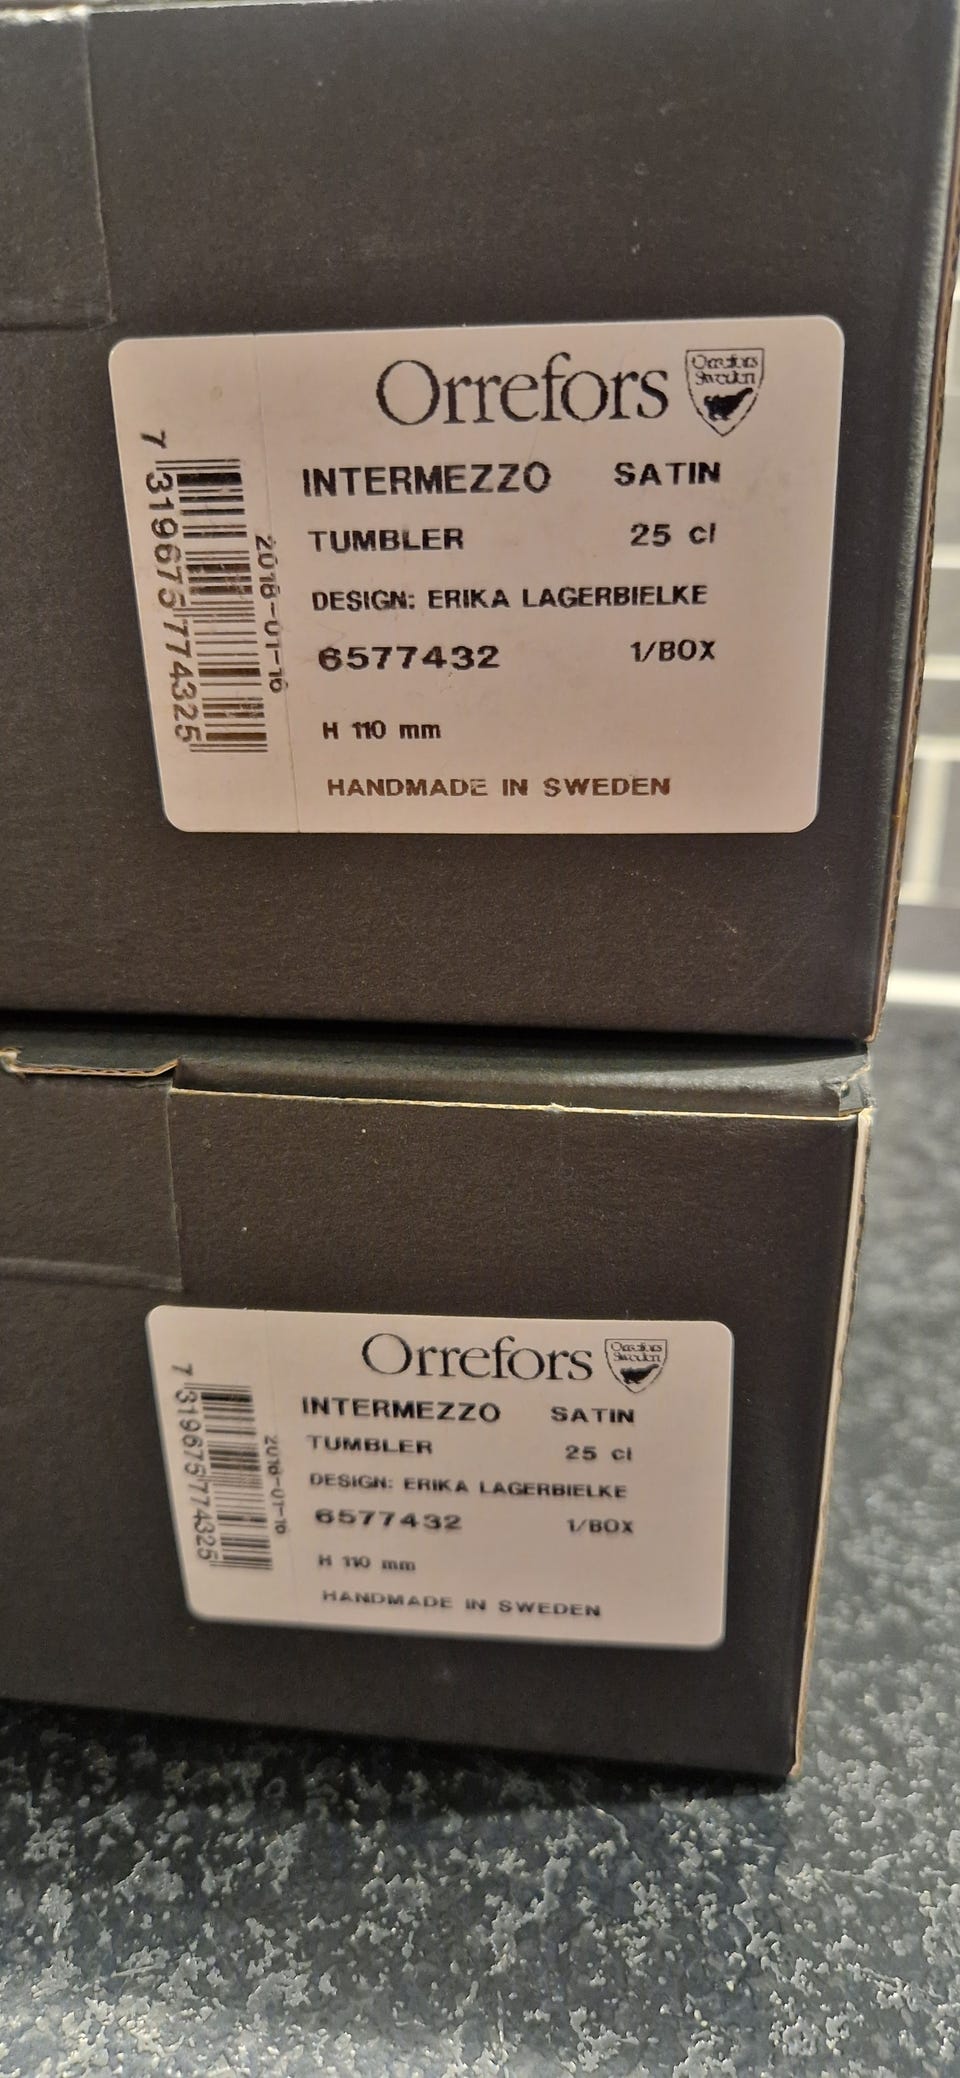 Orrefors
Orrefors
Sweden
INTERMEZZO SATIN
TUMBLER 25 cl
DESIGN: ERIKA LAGERBIELKE
6577432 1/BOX
H 110 mm
HANDMADE IN SWEDEN
2018-01-16
7 319675 774325
Orrefors
Orrefors
Sweden
INTERMEZZO SATIN
TUMBLER 25 cl
DESIGN: ERIKA LAGERBIELKE
6577432 1/BOX
H 110 mm
HANDMADE IN SWEDEN
2018-01-16
7 319675 774325